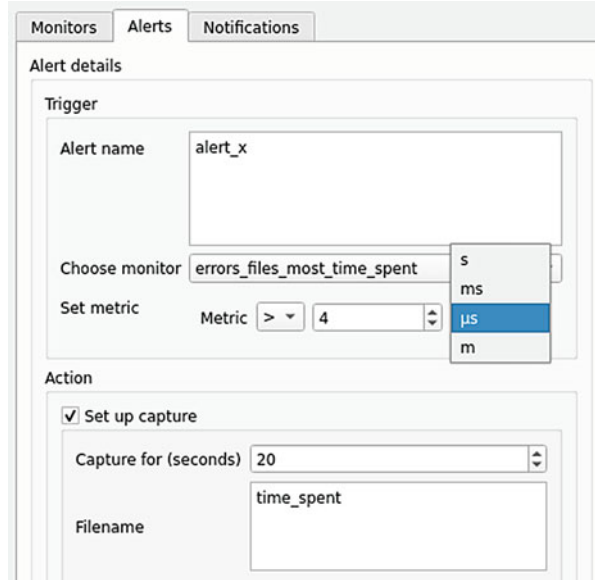 Monitors Alerts Notifications
Alert details
Trigger
Alert name alert_x
Choose monitor errors_files_most_time_spent
s
ms
Set metric Metric > 4 µs
m
Action
Set up capture
Capture for (seconds) 20
time_spent
Filename